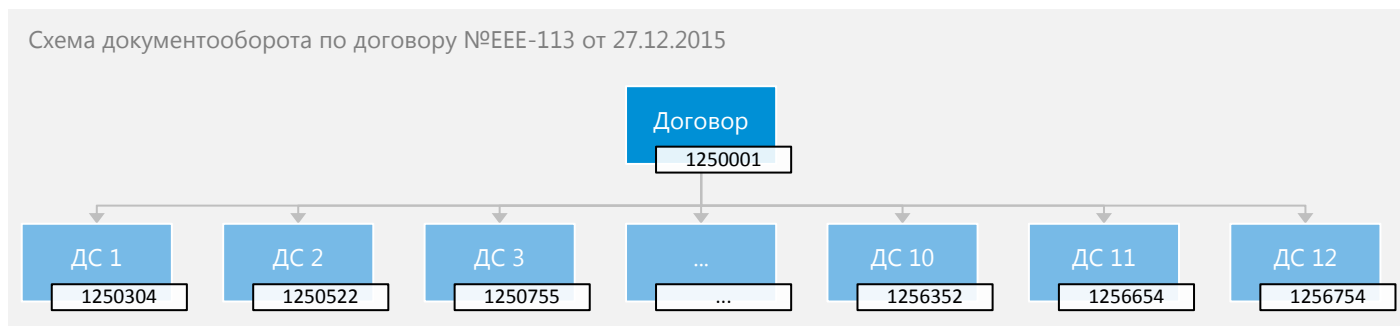 Схема документооборота по договору №ЕЕЕ-113 от 27.12.2015
Договор
1250001
ДС 1
1250304
ДС 2
1250522
ДС 3
1250755
...
...
ДС 10
1256352
ДС 11
1256654
ДС 12
1256754